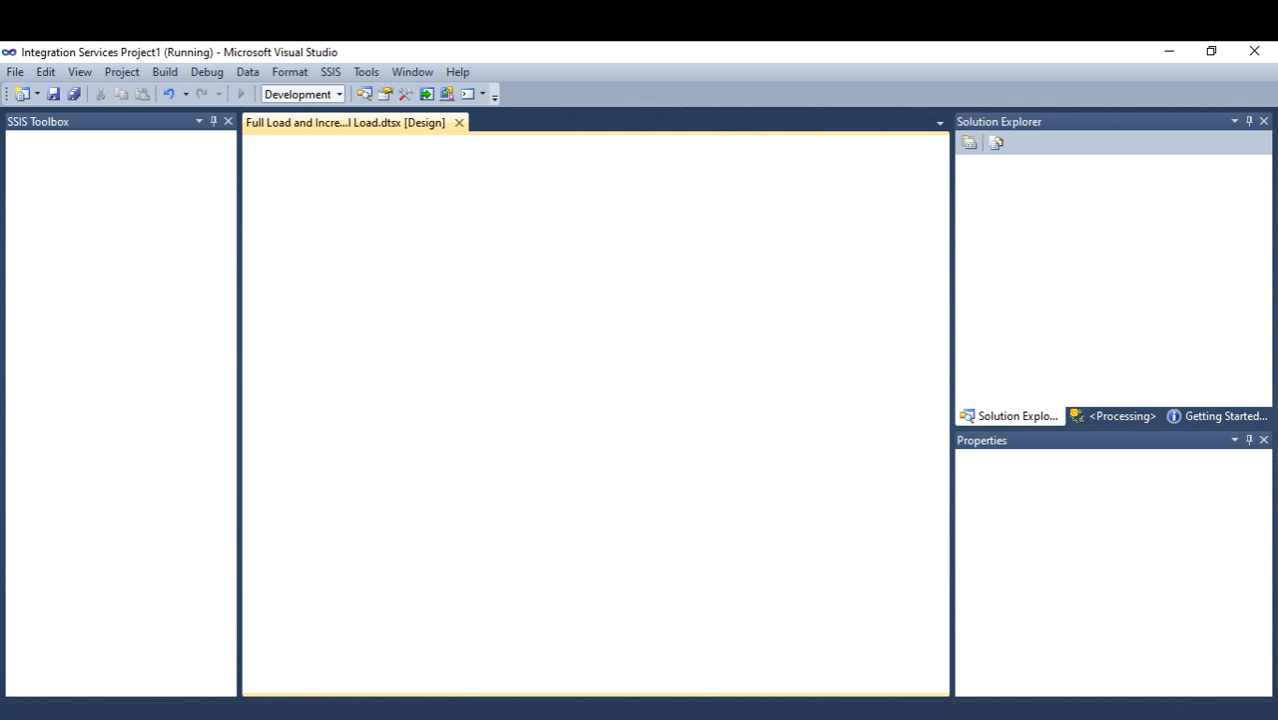 Integration Services Project1 (Running) - Microsoft Visual Studio
File Edit View Project Build Debug Data Format SSIS Tools Window Help
Development
SSIS Toolbox
Full Load and Incre...l Load.dtsx [Design]
Solution Explorer
Solution Explo... <Processing> Getting Started...
Properties